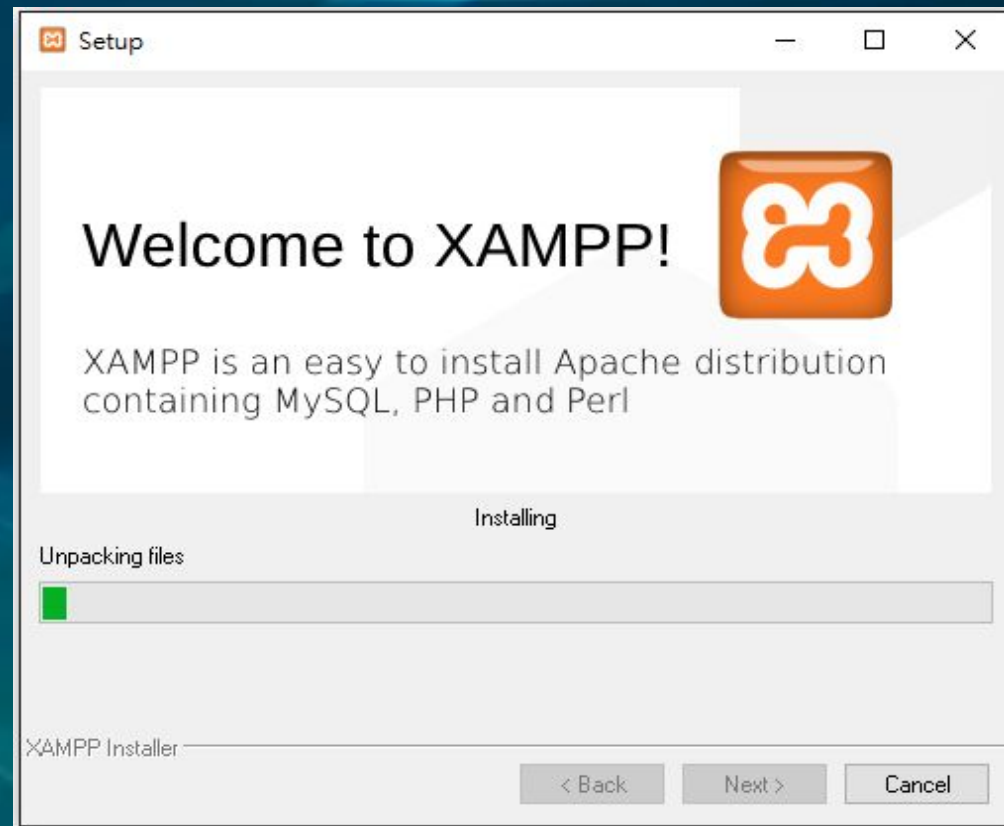 Setup
Welcome to XAMPP!
XAMPP is an easy to install Apache distribution
containing MySQL, PHP and Perl
Installing
Unpacking files
XAMPP Installer
< Back
Next >
Cancel